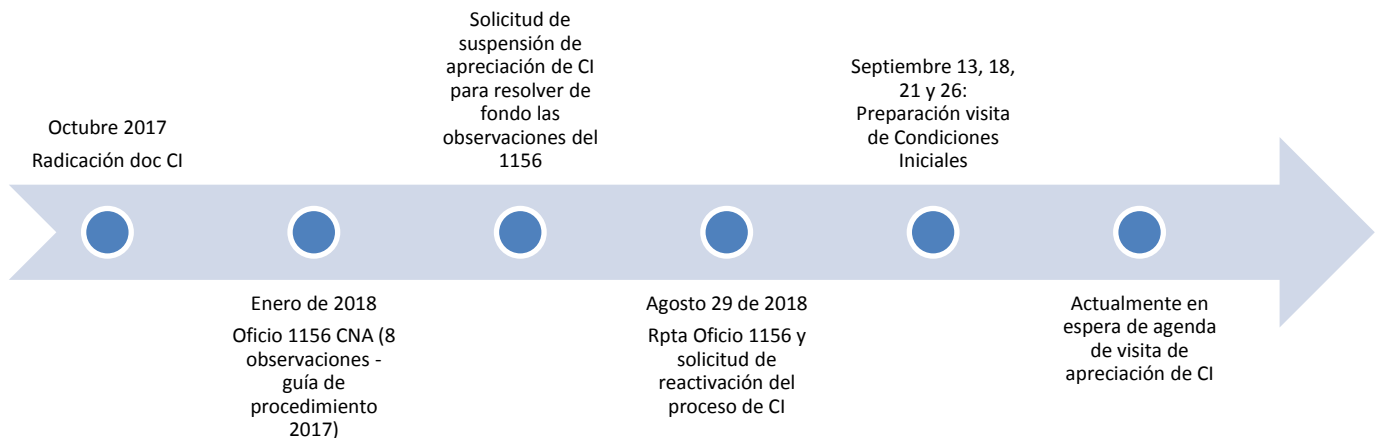 Octubre 2017
Radicación doc CI
Enero de 2018
Oficio 1156 CNA (8
observaciones -
guía de
procedimiento
2017)
Solicitud de
suspensión de
apreciación de CI
para resolver de
fondo las
observaciones del
1156
Agosto 29 de 2018
Rpta Oficio 1156 y
solicitud de
reactivación del
proceso de CI
Septiembre 13, 18,
21 y 26:
Preparación visita
de Condiciones
Iniciales
Actualmente en
espera de agenda
de visita de
apreciación de CI